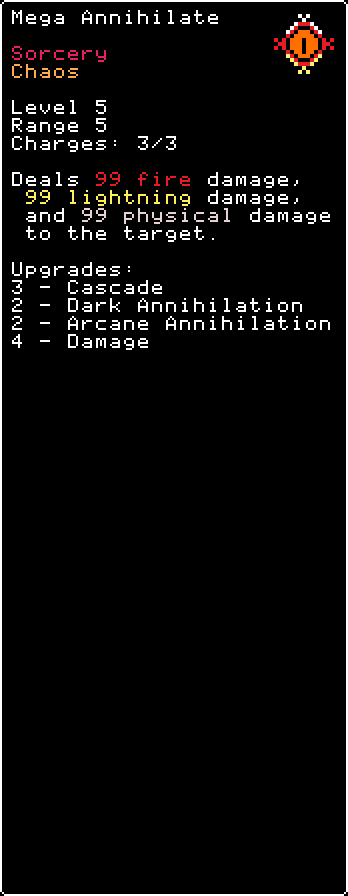 Mega Annihilate
Sorcery
Chaos
Level 5
Range 5
Charges: 3/3
Deals 99 fire damage,
99 lightning damage,
and 99 physical damage
to the target.
Upgrades:
3 - Cascade
2 - Dark Annihilation
2 - Arcane Annihilation
4 - Damage